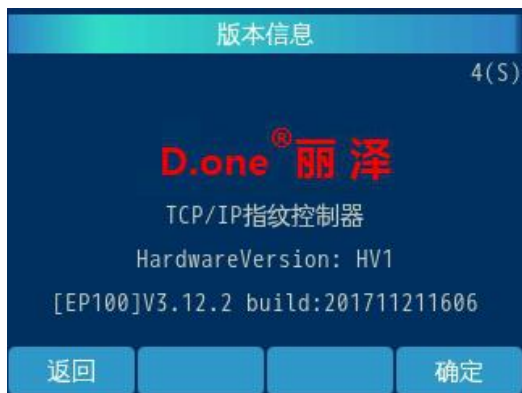 版本信息
4(S)
D.one®丽泽
TCP/IP指纹控制器
HardwareVersion: HV1
[EP100]V3.12.2 build:201711211606
返回 确定